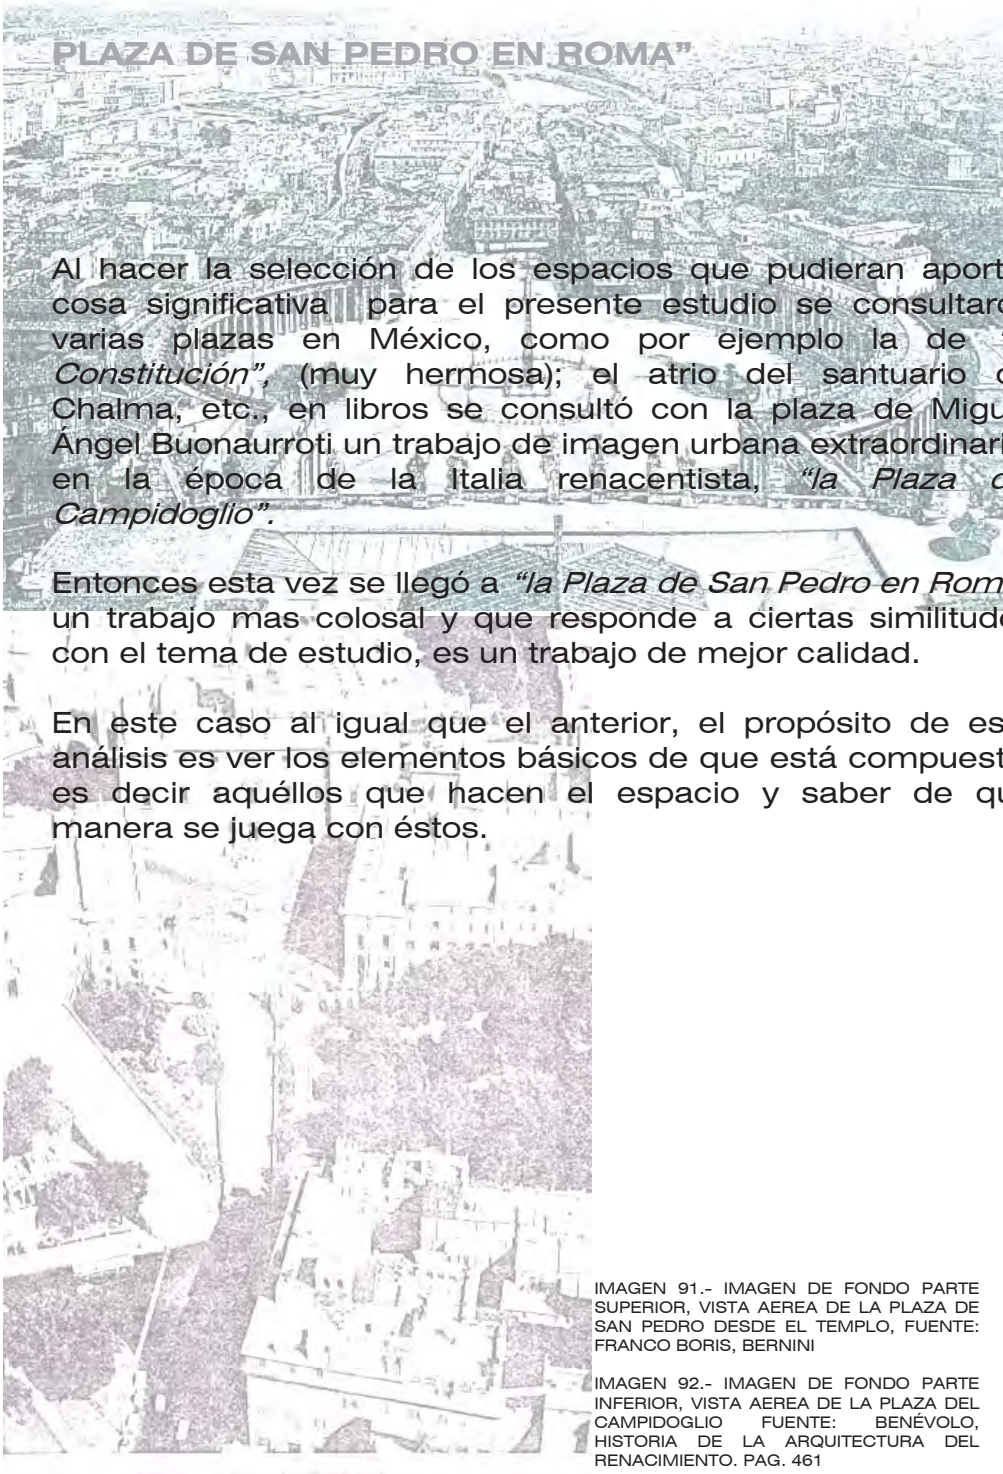 PLAZA DE SAN PEDRO EN ROMA”
Al hacer la selección de los espacios que pudieran aport
cosa significativa para el presente estudio se consultaro
varias plazas en México, como por ejemplo la de
Constitución”, (muy hermosa); el atrio del santuario d
Chalma, etc., en libros se consultó con la plaza de Migu
Ángel Buonaurroti un trabajo de imagen urbana extraordinari
en la época de la Italia renacentista, “la Plaza d
Campidoglio”.
Entonces esta vez se llegó a “la Plaza de San Pedro en Rom
un trabajo mas colosal y que responde a ciertas similitude
con el tema de estudio, es un trabajo de mejor calidad.
En este caso al igual que el anterior, el propósito de es
análisis es ver los elementos básicos de que está compuest
es decir aquéllos que hacen el espacio y saber de qu
manera se juega con éstos.
IMAGEN 91.- IMAGEN DE FONDO PARTE
SUPERIOR, VISTA AEREA DE LA PLAZA DE
SAN PEDRO DESDE EL TEMPLO, FUENTE:
FRANCO BORIS, BERNINI
IMAGEN 92.- IMAGEN DE FONDO PARTE
INFERIOR, VISTA AEREA DE LA PLAZA DEL
CAMPIDOGLIO FUENTE: BENÉVOLO,
HISTORIA DE LA ARQUITECTURA DEL
RENACIMIENTO. PAG. 461